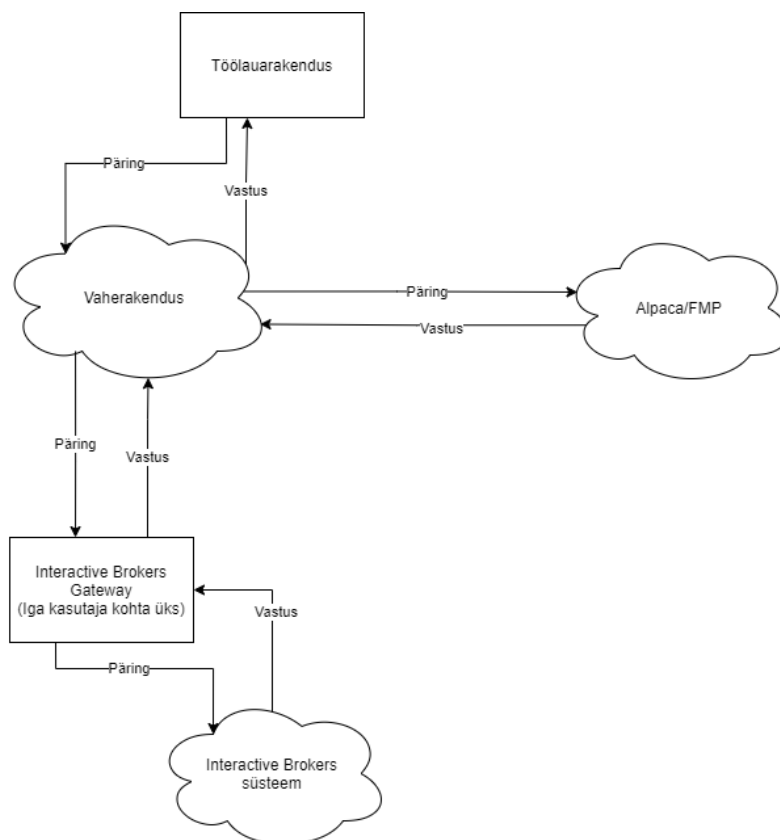 Töölauarakendus
Päring
Vastus
Vaherakendus
Päring
Alpaca/FMP
Vastus
Päring
Vastus
Interactive Brokers
Gateway
(Iga kasutaja kohta üks)
Vastus
Päring
Interactive Brokers
süsteem